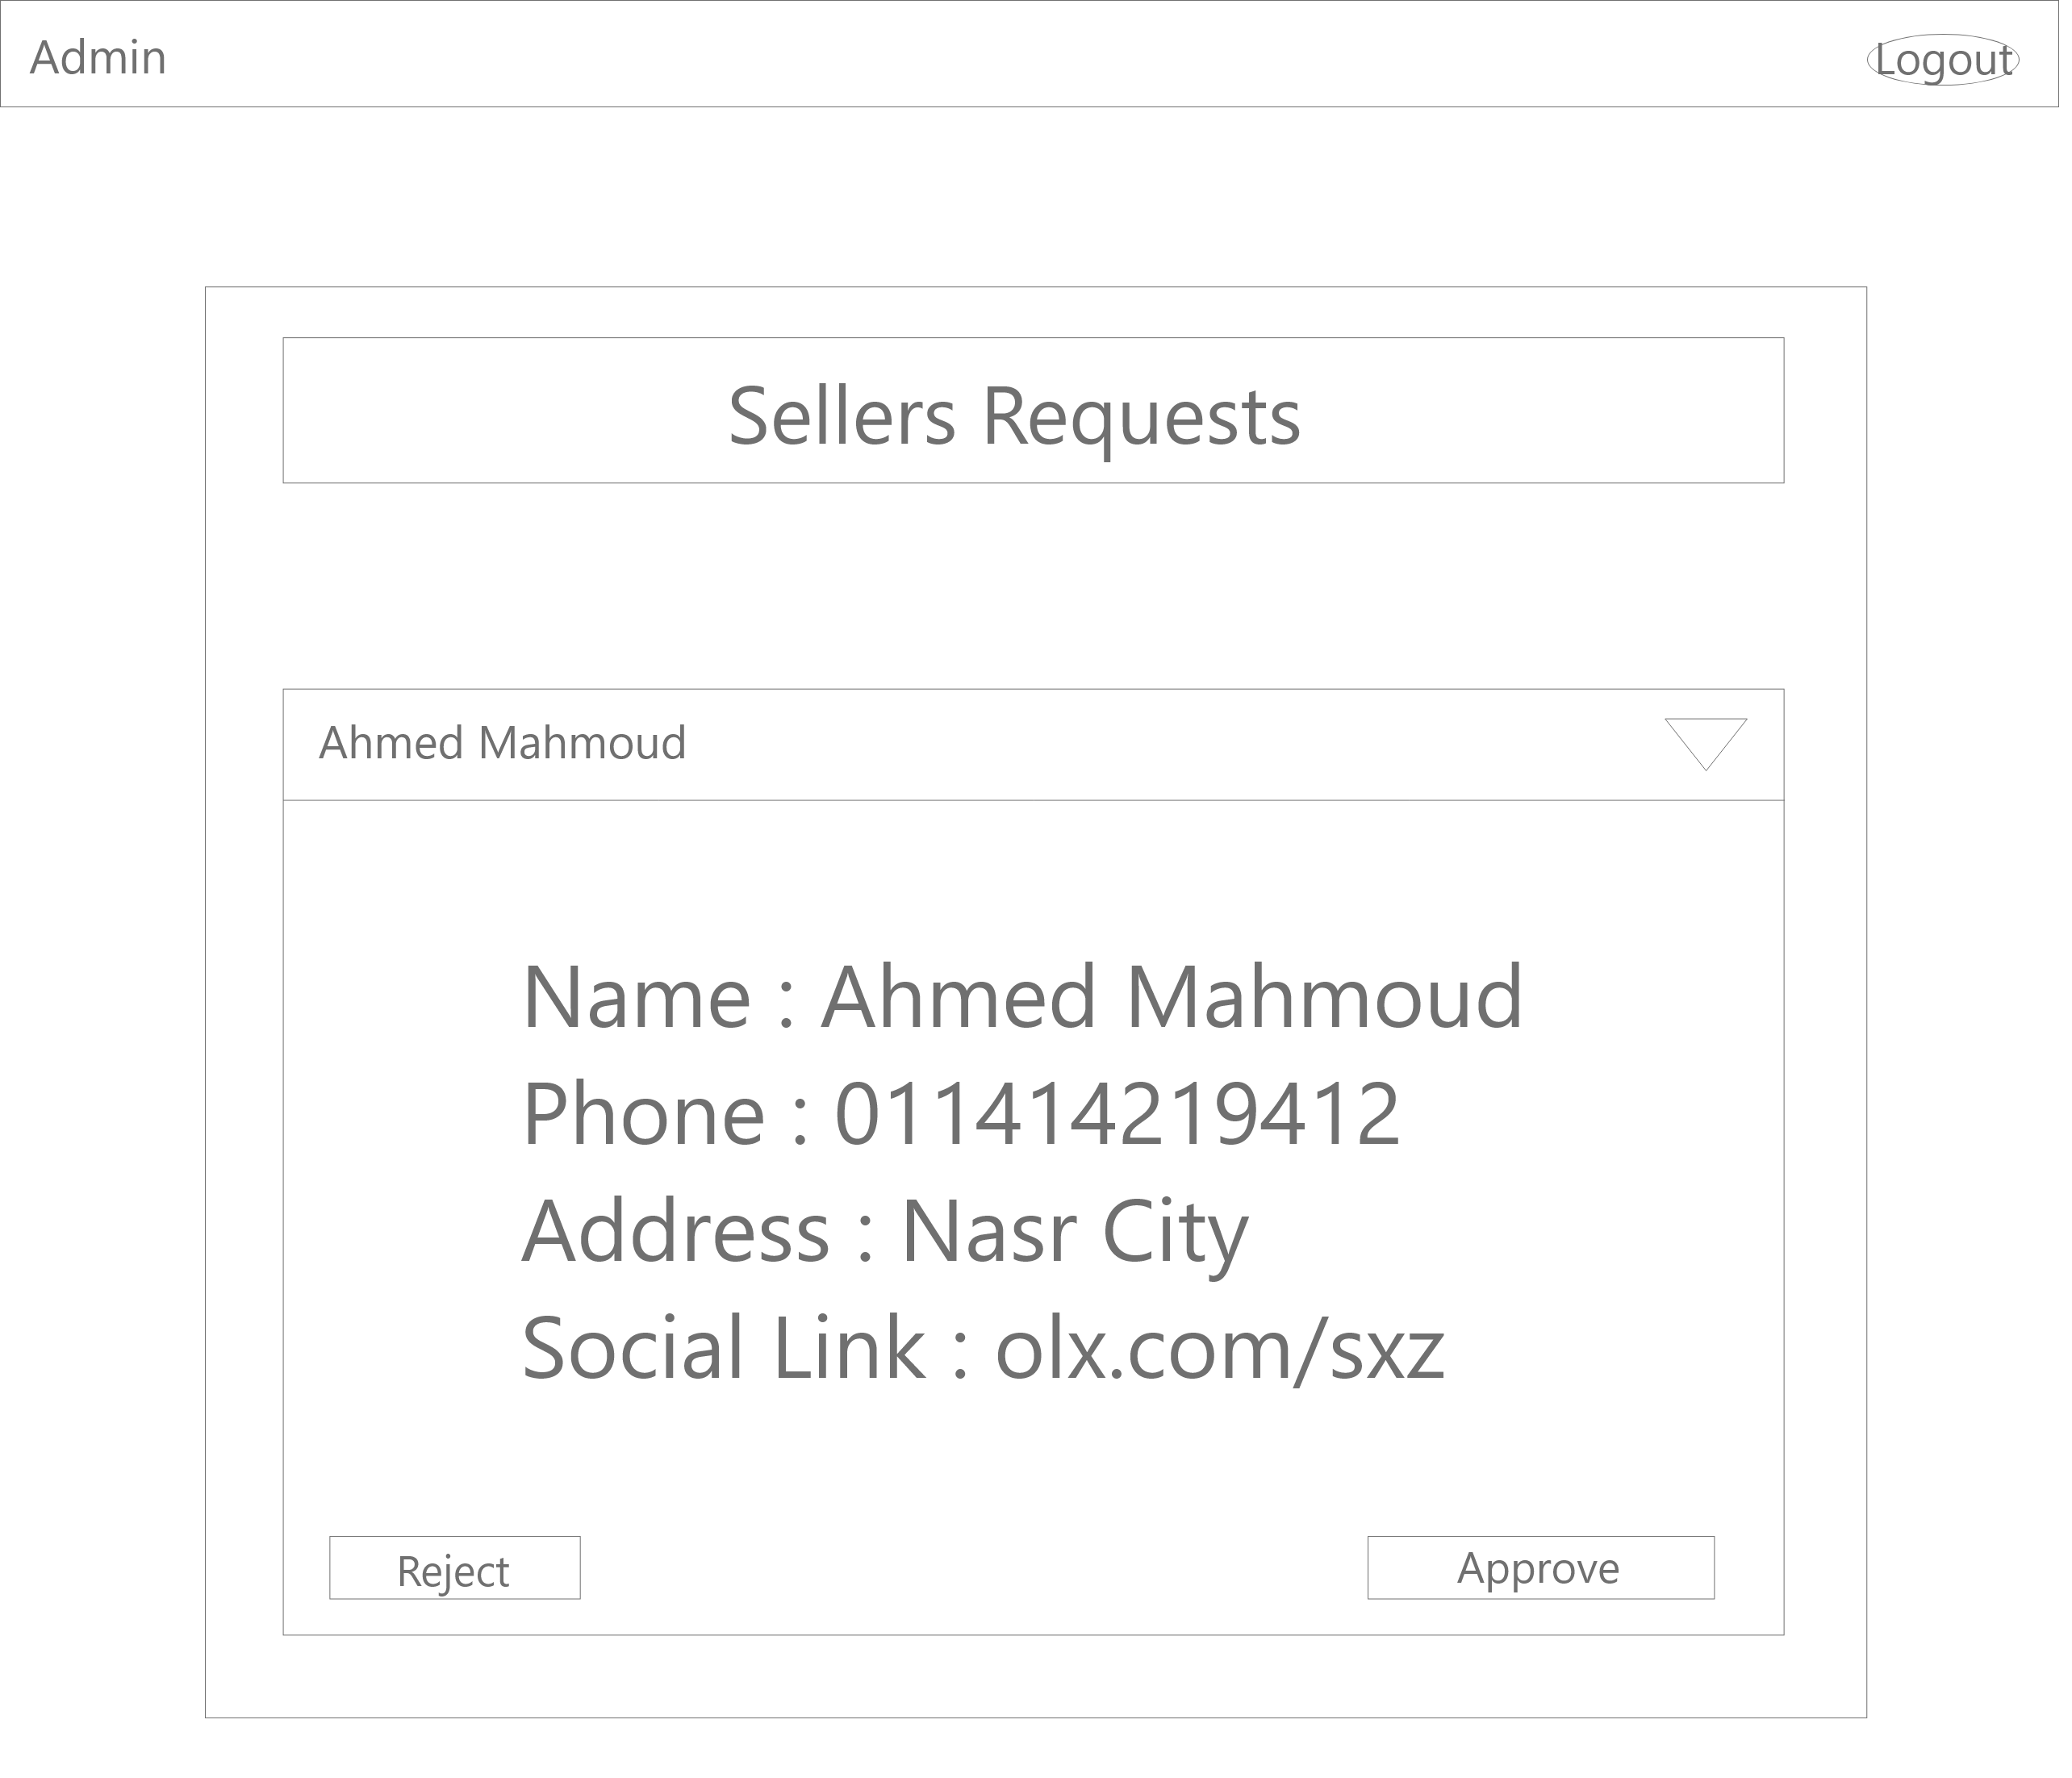 Admin
Logout
Sellers Requests
Ahmed Mahmoud
Name : Ahmed Mahmoud
Phone : 011414219412
Address : Nasr City
Social Link : olx.com/sxz
Reject
Approve